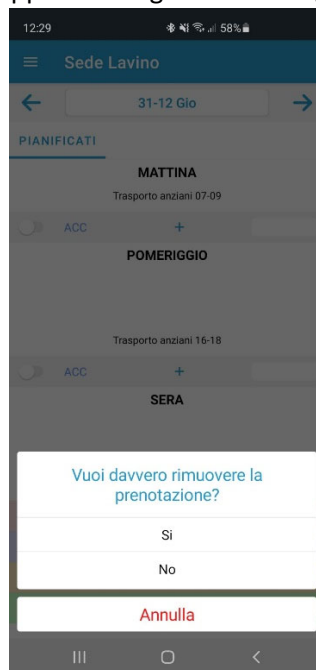 12:29
58%
Sede Lavino
31-12 Gio
PIANIFICATI
MATTINA
Trasporto anziani 07-09
ACC +
POMERIGGIO
Trasporto anziani 16-18
ACC +
SERA
Vuoi davvero rimuovere la
prenotazione?
Si
No
Annulla